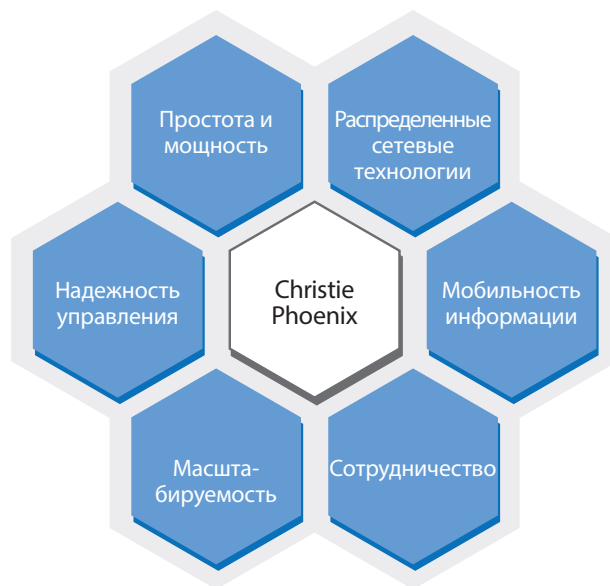 Простота и
мощность
Распределенные
сетевые
технологии
Надежность
управления
Christie
Phoenix
Мобильность
информации
Масшта-
бируемость
Сотрудничество